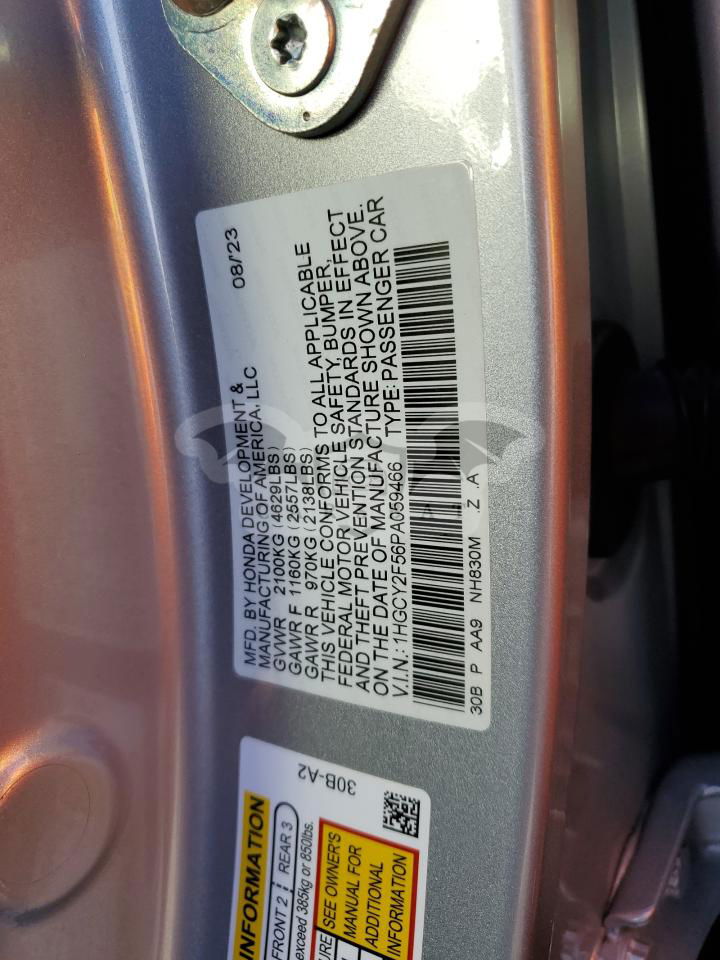 08/'23
MFD. BY HONDA DEVELOPMENT &
MANUFACTURING OF AMERICA, LLC
GVWR 2100KG (4629LBS)
GAWR F 1160KG (2557LBS)
GAWR R 970KG (2138LBS)
THIS VEHICLE CONFORMS TO ALL APPLICABLE
FEDERAL MOTOR VEHICLE SAFETY, BUMPER,
AND THEFT PREVENTION STANDARDS IN EFFECT
ON THE DATE OF MANUFACTURE SHOWN ABOVE.
V.I.N.: 1HGCY2F56PA059466 TYPE: PASSENGER CAR
30B P AA9 NH830M .Z .A
30B-A2
INFORMATION
FRONT 2 REAR 3
exceed 385kg or 850lbs.
SEE OWNER'S
MANUAL FOR
ADDITIONAL
INFORMATION